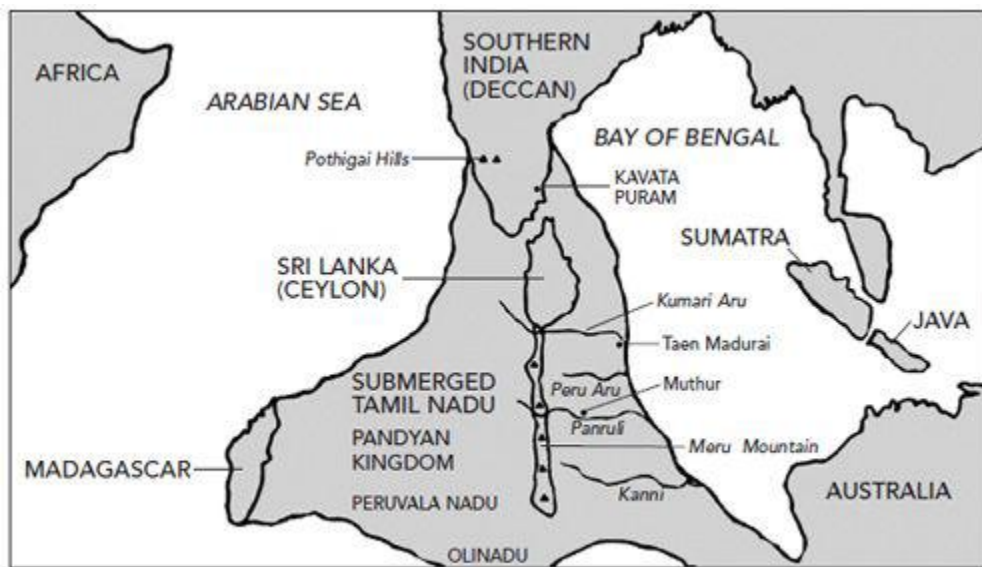 SOUTHERN
INDIA
(DECCAN)
AFRICA
ARABIAN SEA
BAY OF BENGAL
Pothigai Hills
KAVATA
PURAM
SUMATRA
SRI LANKA
(CEYLON)
Kumari Aru
JAVA
Taen Madurai
SUBMERGED
TAMIL NADU
Peru Aru
Muthur
Panruli
PANDYAN
KINGDOM
Meru Mountain
MADAGASCAR
Kanni
AUSTRALIA
PERUVALA NADU
OLINADU